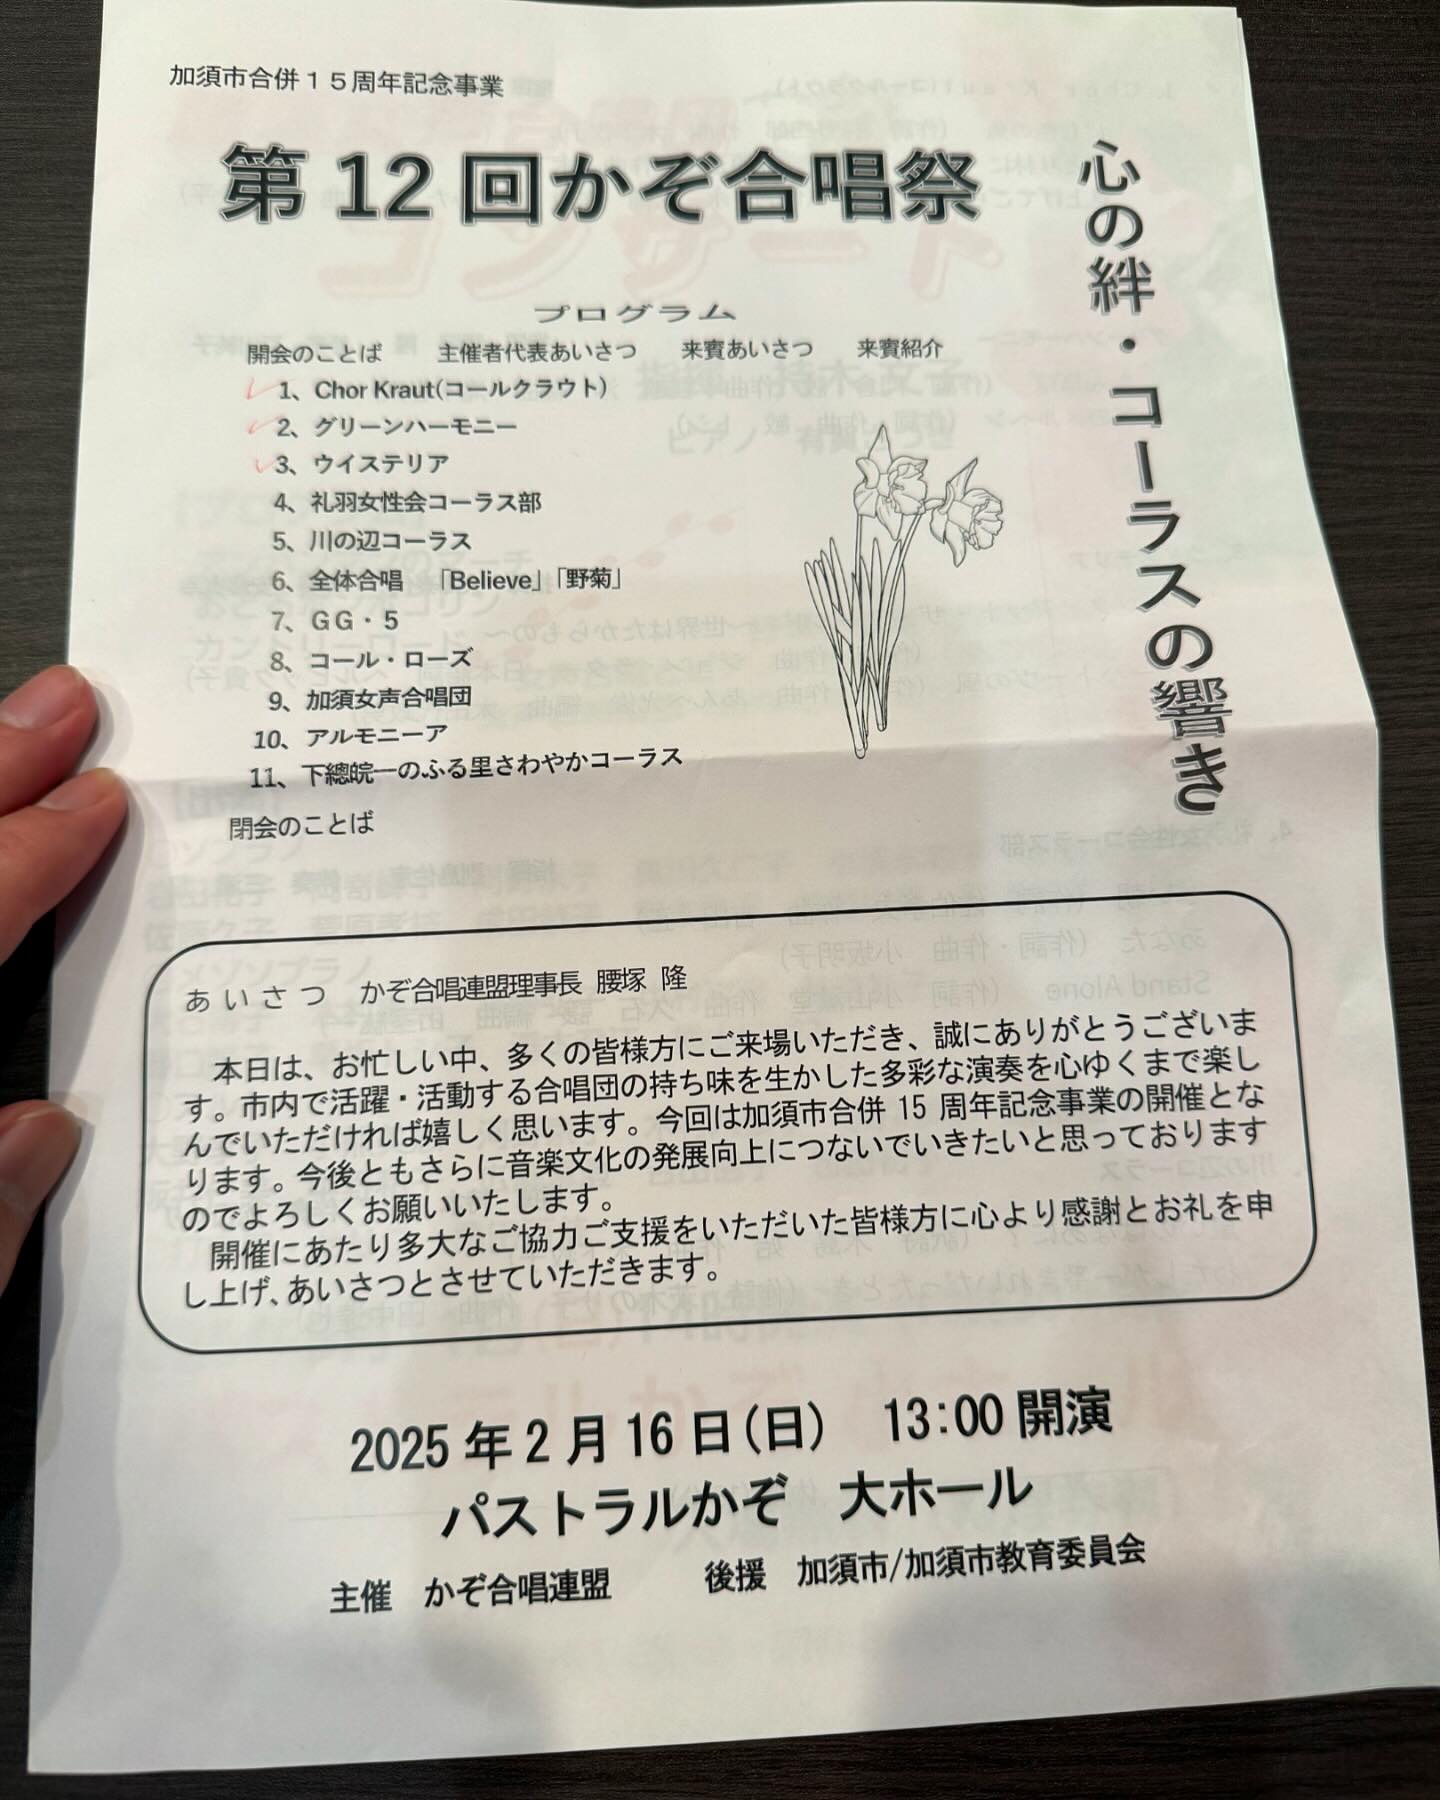 加須市合併１５周年記念事業
第12回かぞ合唱祭
心の絆・コーラスの響き
プログラム
開会のことば　主催者代表あいさつ　来賓あいさつ　来賓紹介
1、Chor Kraut(コールクラウト)
2、グリーンハーモニー
3、ウイステリア
4、礼羽女性会コーラス部
5、川の辺コーラス
6、全体合唱　「Believe」「野菊」
7、ＧＧ・５
8、コール・ローズ
9、加須女声合唱団
10、アルモニーア
11、下總皖一のふる里さわやかコーラス
閉会のことば
あいさつ　かぞ合唱連盟理事長　腰塚　隆
本日は、お忙しい中、多くの皆様方にご来場いただき、誠にありがとうございま
す。市内で活躍・活動する合唱団の持ち味を生かした多彩な演奏を心ゆくまで楽し
んでいただければ嬉しく思います。今回は加須市合併 15 周年記念事業の開催とな
ります。今後ともさらに音楽文化の発展向上につないでいきたいと思っております
のでよろしくお願いいたします。
開催にあたり多大なご協力ご支援をいただいた皆様方に心より感謝とお礼を申
し上げ、あいさつとさせていただきます。
2025年2月16日(日)　13:00開演
パストラルかぞ　大ホール
主催　かぞ合唱連盟　後援　加須市/加須市教育委員会